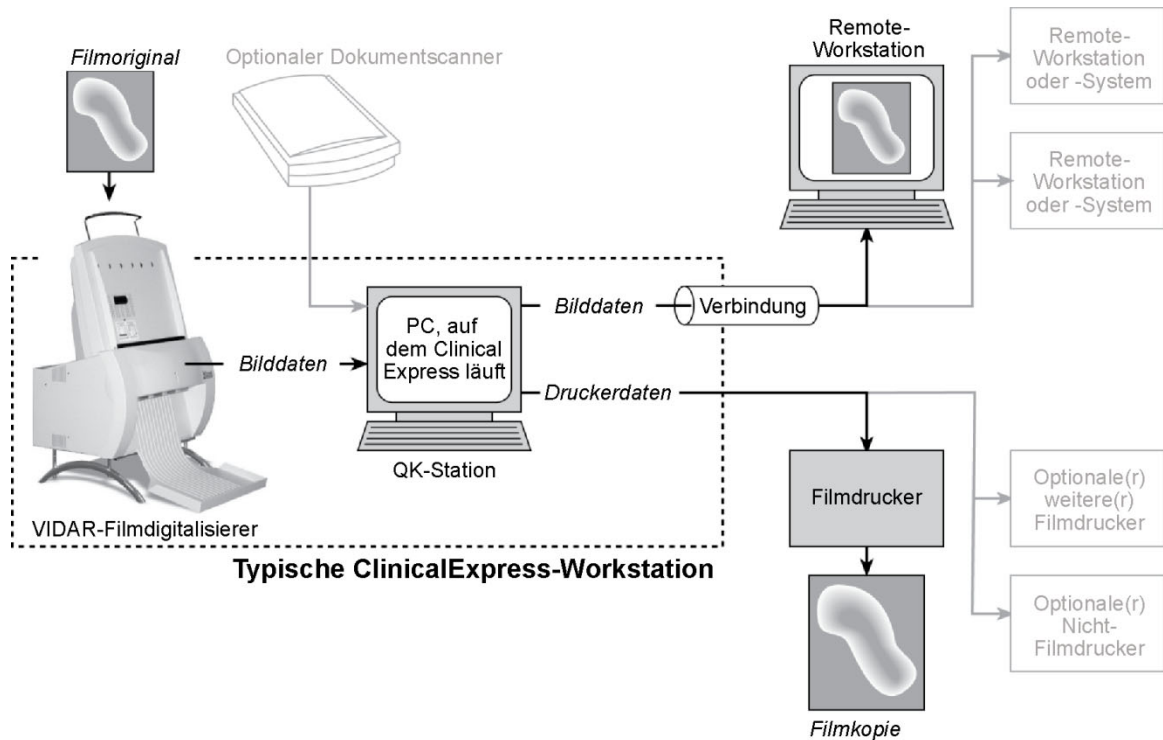 Filmoriginal
Optionaler Dokumentscanner
Remote-
Workstation
Remote-
Workstation
oder -System
Remote-
Workstation
oder -System
Bilddaten
Verbindung
PC, auf
dem Clinical
Express läuft
Bilddaten
Druckerdaten
QK-Station
VIDAR-Filmdigitalisierer
Typische ClinicalExpress-Workstation
Filmdrucker
Optionale(r)
weitere(r)
Filmdrucker
Optionale(r)
Nicht-
Filmdrucker
Filmkopie